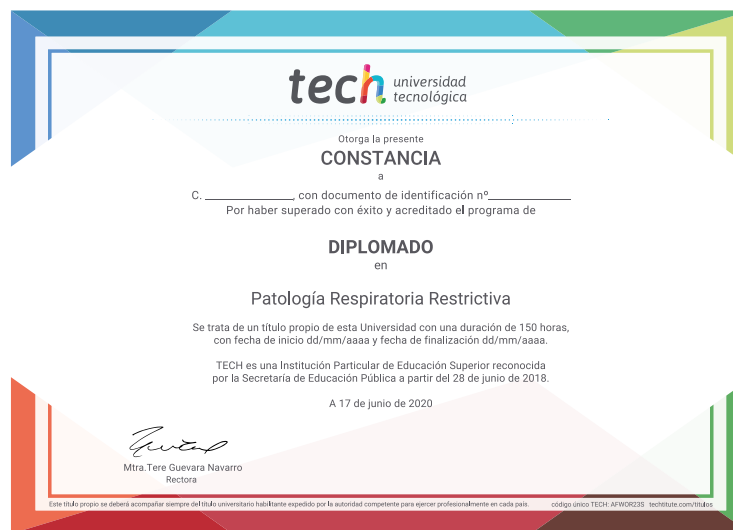 tech universidad
tecnológica
Otorga la presente
CONSTANCIA
a
C. ______________, con documento de identificación nº______________
Por haber superado con éxito y acreditado el programa de
DIPLOMADO
en
Patología Respiratoria Restrictiva
Se trata de un título propio de esta Universidad con una duración de 150 horas,
con fecha de inicio dd/mm/aaaa y fecha de finalización dd/mm/aaaa.
TECH es una Institución Particular de Educación Superior reconocida
por la Secretaría de Educación Pública a partir del 28 de junio de 2018.
A 17 de junio de 2020
Mtra.Tere Guevara Navarro
Rectora
Este título propio se deberá acompañar siempre del título universitario habilitante expedido por la autoridad competente para ejercer profesionalmente en cada país. código único TECH: AFWOR23S techtitute.com/títulos